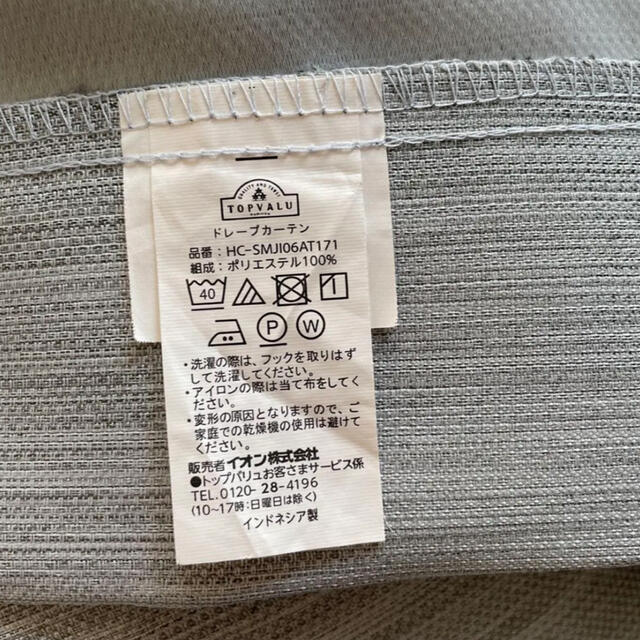 QUALITY AND TRUST
TOPVALU
ドレープカーテン
品番：HC-SMJI06AT171
組成：ポリエステル100%
40
P W
・洗濯の際は、フックを取りはず
して洗濯してください。
・アイロンの際は当て布をしてく
ださい。
・変形の原因となりますので、ご
家庭での乾燥機の使用は避けて
ください。
販売者イオン株式会社
●トップバリュお客さまサービス係
TEL.0120-28-4196
(10～17時:日曜日は除く)
インドネシア製